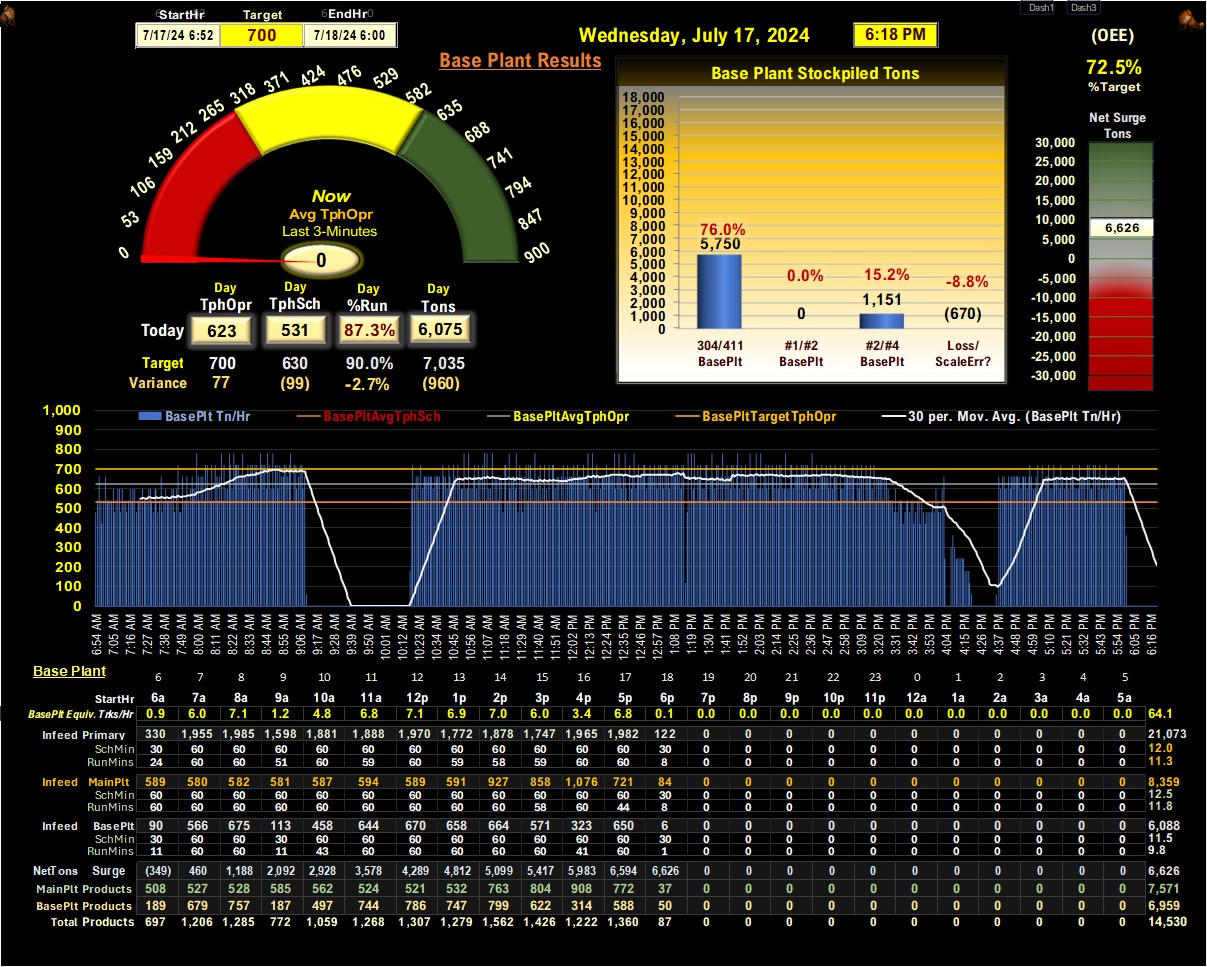 Dash1 Dash3
StartHr Target EndHr
7/17/24 6:52 700 7/18/24 6:00
Wednesday, July 17, 2024 6:18 PM
(OEE)
72.5%
%Target
Base Plant Results
0 53 106 159 212 265 318 371 424 476 529 582 635 688 741 794 847 900
Now
Avg TphOpr
Last 3-Minutes
0
Day Day Day Day
TphOpr TphSch %Run Tons
Today 623 531 87.3% 6,075
Target 700 630 90.0% 7,035
Variance 77 (99) -2.7% (960)
Base Plant Stockpiled Tons
18,000
17,000
16,000
15,000
14,000
13,000
12,000
11,000
10,000
9,000
8,000
7,000
6,000
5,000
4,000
3,000
2,000
1,000
0
76.0% 0.0% 15.2% -8.8%
5,750 0 1,151 (670)
304/411 #1/#2 #2/#4 Loss/
BasePlt BasePlt BasePlt ScaleErr?
Net Surge
Tons
30,000
25,000
20,000
15,000
10,000
6,626
5,000
0
-5,000
-10,000
-15,000
-20,000
-25,000
-30,000
BasePlt Tn/Hr BasePltAvgTphSch BasePltAvgTphOpr BasePltTargetTphOpr 30 per. Mov. Avg. (BasePlt Tn/Hr)
1,000
900
800
700
600
500
400
300
200
100
0
6:54 AM 7:05 AM 7:16 AM 7:27 AM 7:38 AM 7:49 AM 8:00 AM 8:11 AM 8:22 AM 8:33 AM 8:44 AM 8:55 AM 9:06 AM 9:17 AM 9:28 AM 9:39 AM 9:50 AM 10:01 AM 10:12 AM 10:23 AM 10:34 AM 10:45 AM 10:56 AM 11:07 AM 11:18 AM 11:29 AM 11:40 AM 11:51 AM 12:02 PM 12:13 PM 12:24 PM 12:35 PM 12:46 PM 12:57 PM 1:08 PM 1:19 PM 1:30 PM 1:41 PM 1:52 PM 2:03 PM 2:14 PM 2:25 PM 2:36 PM 2:47 PM 2:58 PM 3:09 PM 3:20 PM 3:31 PM 3:42 PM 3:53 PM 4:04 PM 4:15 PM 4:26 PM 4:37 PM 4:48 PM 4:59 PM 5:10 PM 5:21 PM 5:32 PM 5:43 PM 5:54 PM 6:05 PM 6:16 PM
Base Plant 6 7 8 9 10 11 12 13 14 15 16 17 18 19 20 21 22 23 0 1 2 3 4 5
StartHr 6a 7a 8a 9a 10a 11a 12p 1p 2p 3p 4p 5p 6p 7p 8p 9p 10p 11p 12a 1a 2a 3a 4a 5a
BasePlt Equiv. Trks/Hr 0.9 6.0 7.1 1.2 4.8 6.8 7.1 6.9 7.0 6.0 3.4 6.8 0.1 0.0 0.0 0.0 0.0 0.0 0.0 0.0 0.0 0.0 0.0 0.0 64.1
Infeed Primary 330 1,955 1,985 1,598 1,881 1,888 1,970 1,772 1,878 1,747 1,965 1,982 122 0 0 0 0 0 0 0 0 0 0 0 21,073
SchMin 30 60 60 60 60 60 60 60 60 60 60 60 30 0 0 0 0 0 0 0 0 0 0 0 12.0
RunMins 24 60 60 51 60 59 60 59 58 59 60 60 8 0 0 0 0 0 0 0 0 0 0 0 11.3
Infeed MainPlt 589 580 582 581 587 594 589 591 927 858 1,076 721 84 0 0 0 0 0 0 0 0 0 0 0 8,359
SchMin 60 60 60 60 60 60 60 60 60 60 60 60 30 0 0 0 0 0 0 0 0 0 0 0 12.5
RunMins 60 60 60 60 60 60 60 60 60 58 60 44 8 0 0 0 0 0 0 0 0 0 0 0 11.8
Infeed BasePlt 90 566 675 113 458 644 670 658 664 571 323 650 6 0 0 0 0 0 0 0 0 0 0 0 6,088
SchMin 30 60 60 30 60 60 60 60 60 60 60 60 30 0 0 0 0 0 0 0 0 0 0 0 11.5
RunMins 11 60 60 11 43 60 60 60 60 60 41 60 1 0 0 0 0 0 0 0 0 0 0 0 9.8
NetTons Surge (349) 460 1,188 2,092 2,928 3,578 4,289 4,812 5,099 5,417 5,983 6,594 6,626 0 0 0 0 0 0 0 0 0 0 0 6,626
MainPlt Products 508 527 528 585 562 524 521 532 763 804 908 772 37 0 0 0 0 0 0 0 0 0 0 0 7,571
BasePlt Products 189 679 757 187 497 744 786 747 799 622 314 588 50 0 0 0 0 0 0 0 0 0 0 0 6,959
Total Products 697 1,206 1,285 772 1,059 1,268 1,307 1,279 1,562 1,426 1,222 1,360 87 0 0 0 0 0 0 0 0 0 0 0 14,530